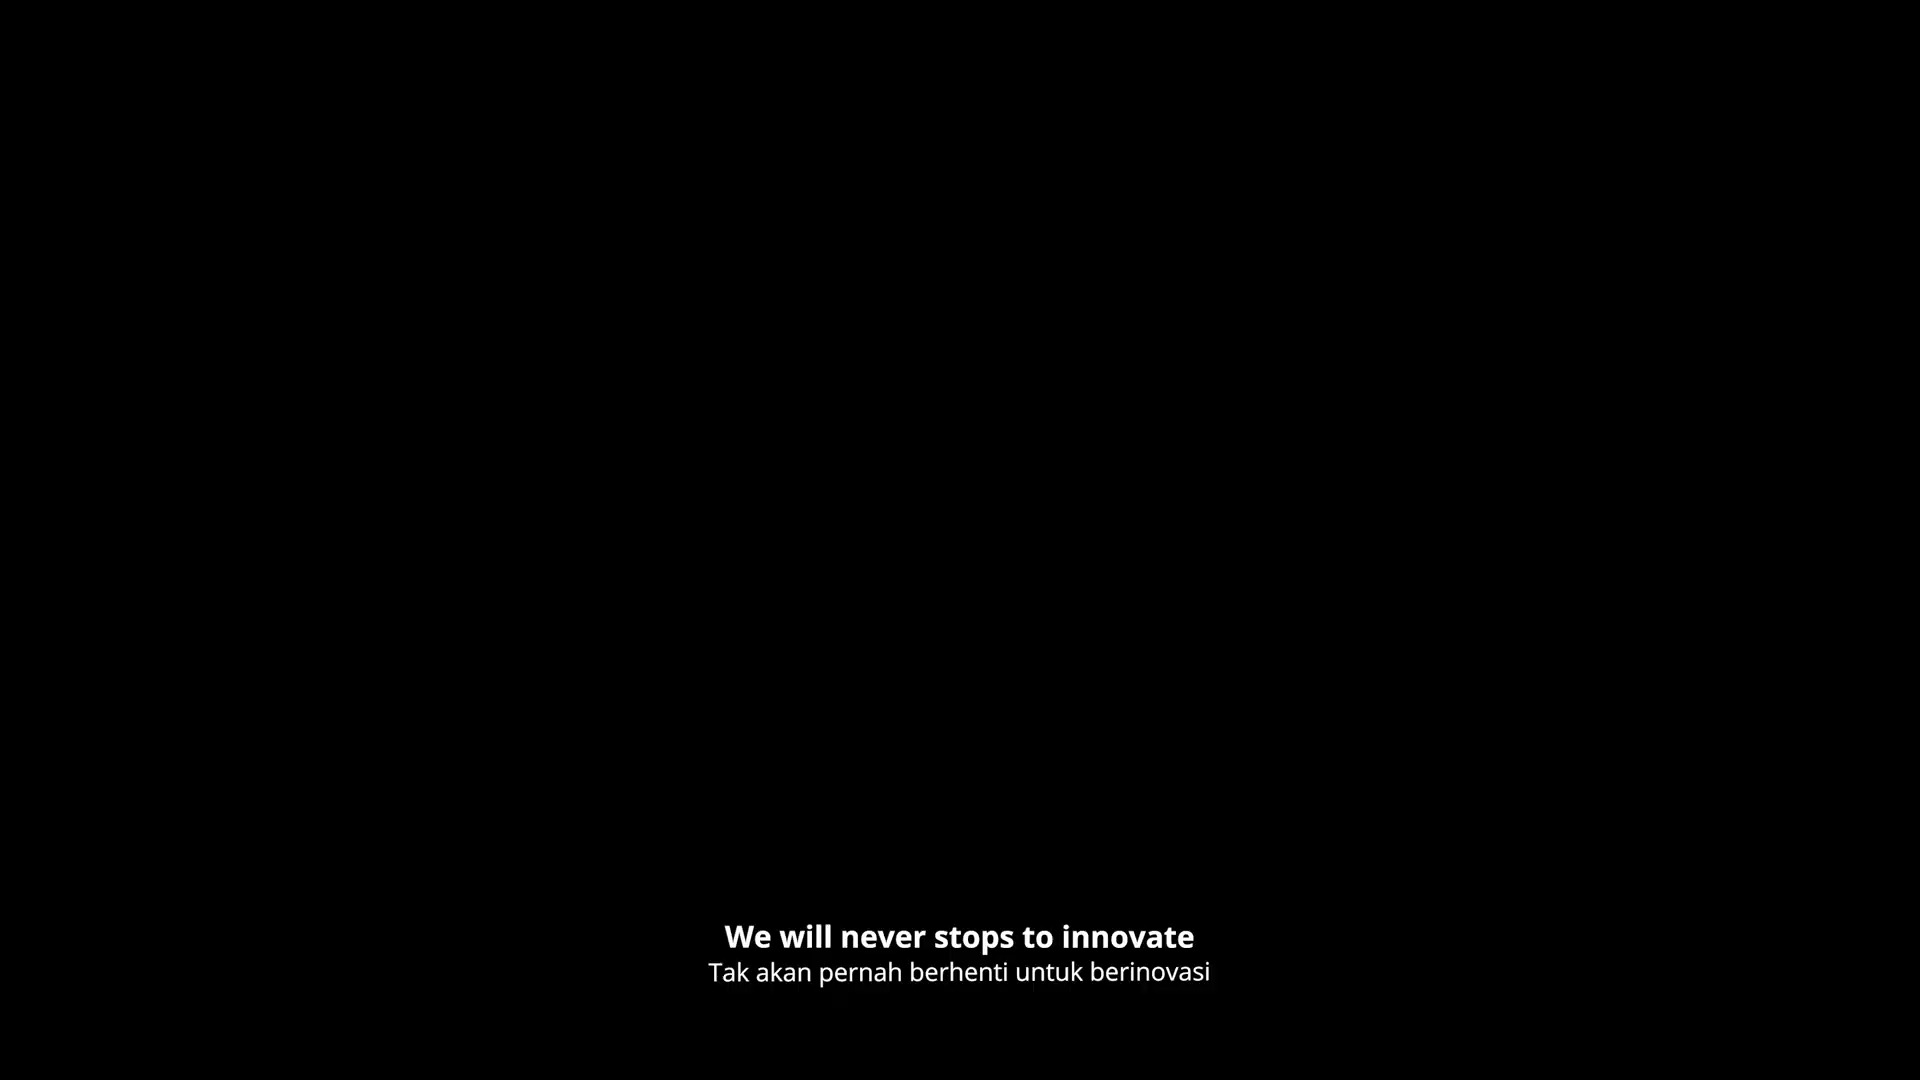 We will never stops to innovate
Tak akan pernah berhenti untuk berinovasi